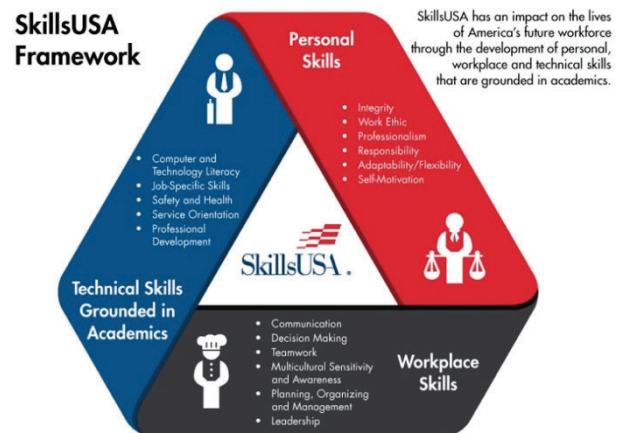 SkillsUSA
Framework
SkillsUSA has an impact on the lives
of America's future workforce
through the development of personal,
workplace and technical skills
that are grounded in academics.
Personal
Skills
• Integrity
• Work Ethic
• Professionalism
• Responsibility
• Adaptability/Flexibility
• Self-Motivation
• Computer and
Technology Literacy
• Job-Specific Skills
• Safety and Health
• Service Orientation
• Professional
Development
Technical Skills
Grounded in
Academics
SkillsUSA.
• Communication
• Decision Making
• Teamwork
• Multicultural Sensitivity
and Awareness
• Planning, Organizing
and Management
• Leadership
Workplace
Skills